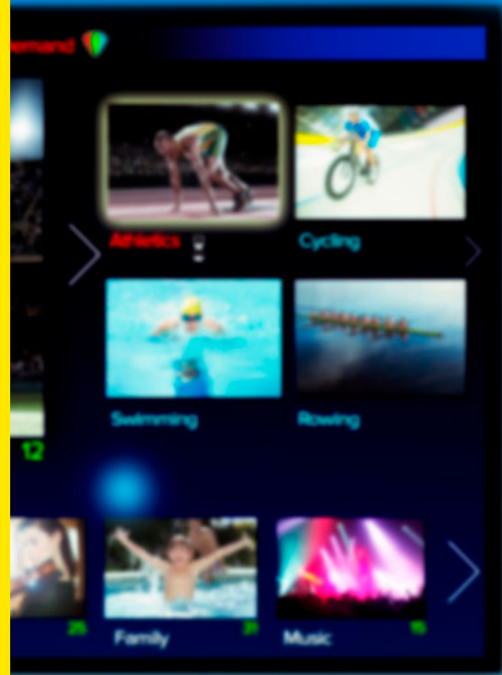 emand
Athletics
Cycling
Swimming
Rowing
12
25
31
15
Family
Music